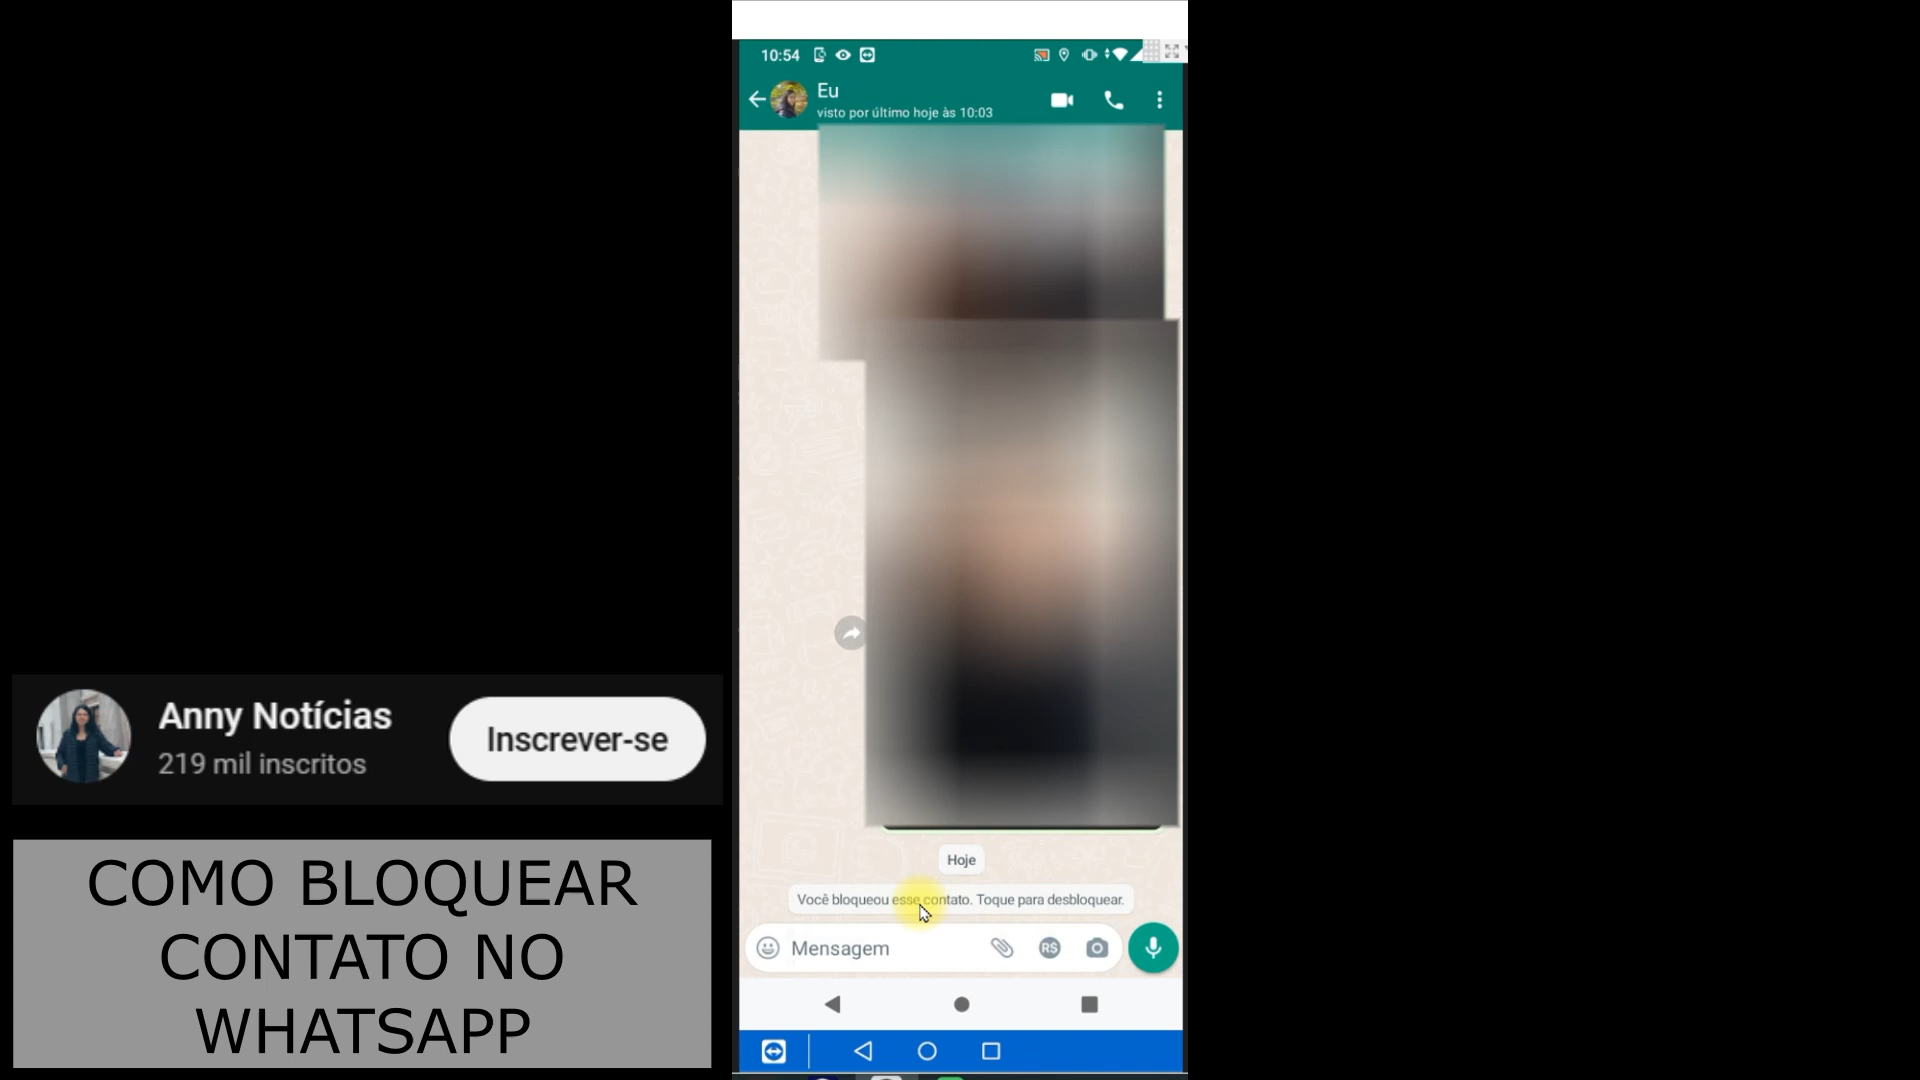 10:54
Eu
visto por último hoje às 10:03
Anny Notícias
219 mil inscritos
Inscrever-se
COMO BLOQUEAR
CONTATO NO
WHATSAPP
Hoje
Você bloqueou esse contato. Toque para desbloquear.
Mensagem
R$